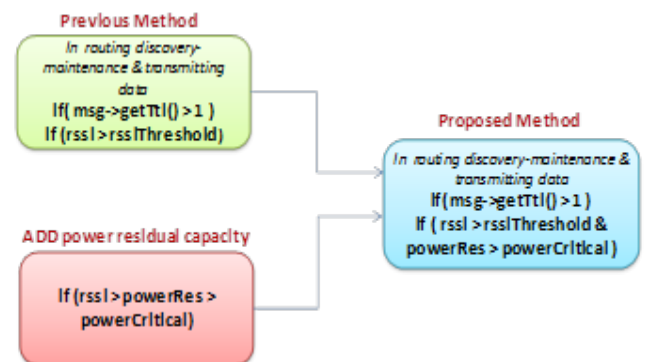 Previous Method
In routing discovery-
maintenance & transmitting
data
If( msg->getTtl() >1 )
If (rssI >rssIThreshold)
Proposed Method
In routing discovery-maintenance &
transmitting data
If( msg->getTtl() >1 )
If ( rssI >rssIThreshold &
powerRes > powerCritical )
ADD power residual capacity
If (rssI >powerRes >
powerCritical)